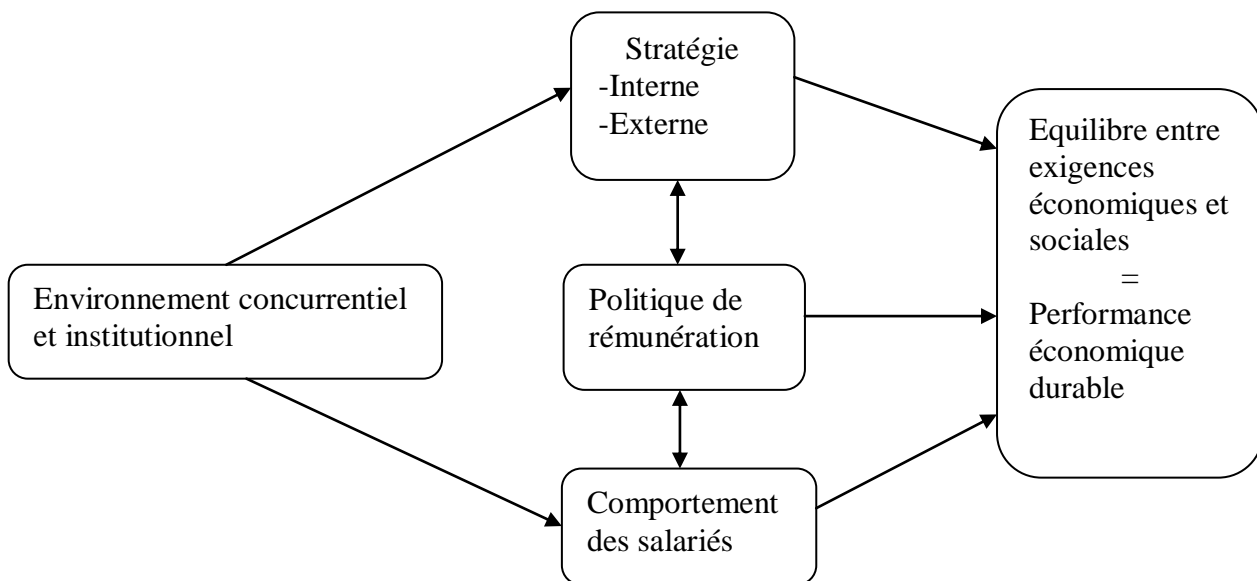 Stratégie
-Interne
-Externe
Equilibre entre
exigences
économiques et
sociales
=
Performance
économique
durable
Environnement concurrentiel
et institutionnel
Politique de
rémunération
Comportement
des salariés